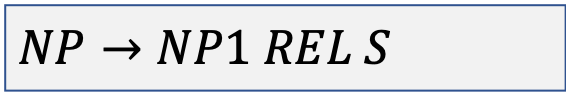 NP → NP1 REL S